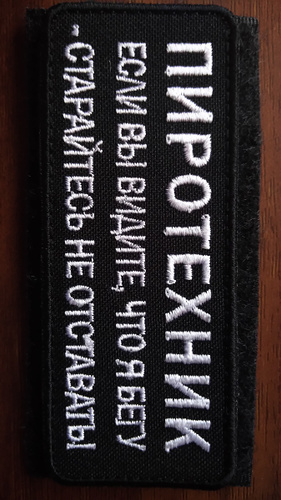 ПИРОТЕХНИК
ЕСЛИ ВЫ ВИДИТЕ, ЧТО Я БЕГУ
- СТАРАЙТЕСЬ НЕ ОТСТАВАТЬ!